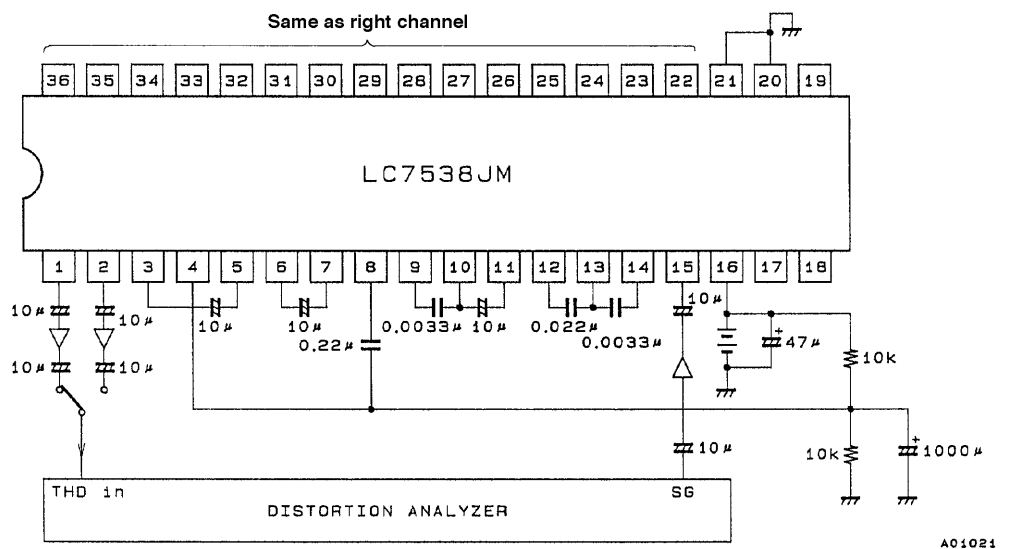 Same as right channel
36 35 34 33 32 31 30 29 28 27 26 25 24 23 22 21 20 19
LC7538JM
1 2 3 4 5 6 7 8 9 10 11 12 13 14 15 16 17 18
10μ 10μ 10μ 10μ 0.0033μ 10μ 0.022μ 10μ
0.22μ 0.0033μ + 47μ
10μ 10μ 10k
10μ 10k + 1000μ
THD in SG
DISTORTION ANALYZER
A01021